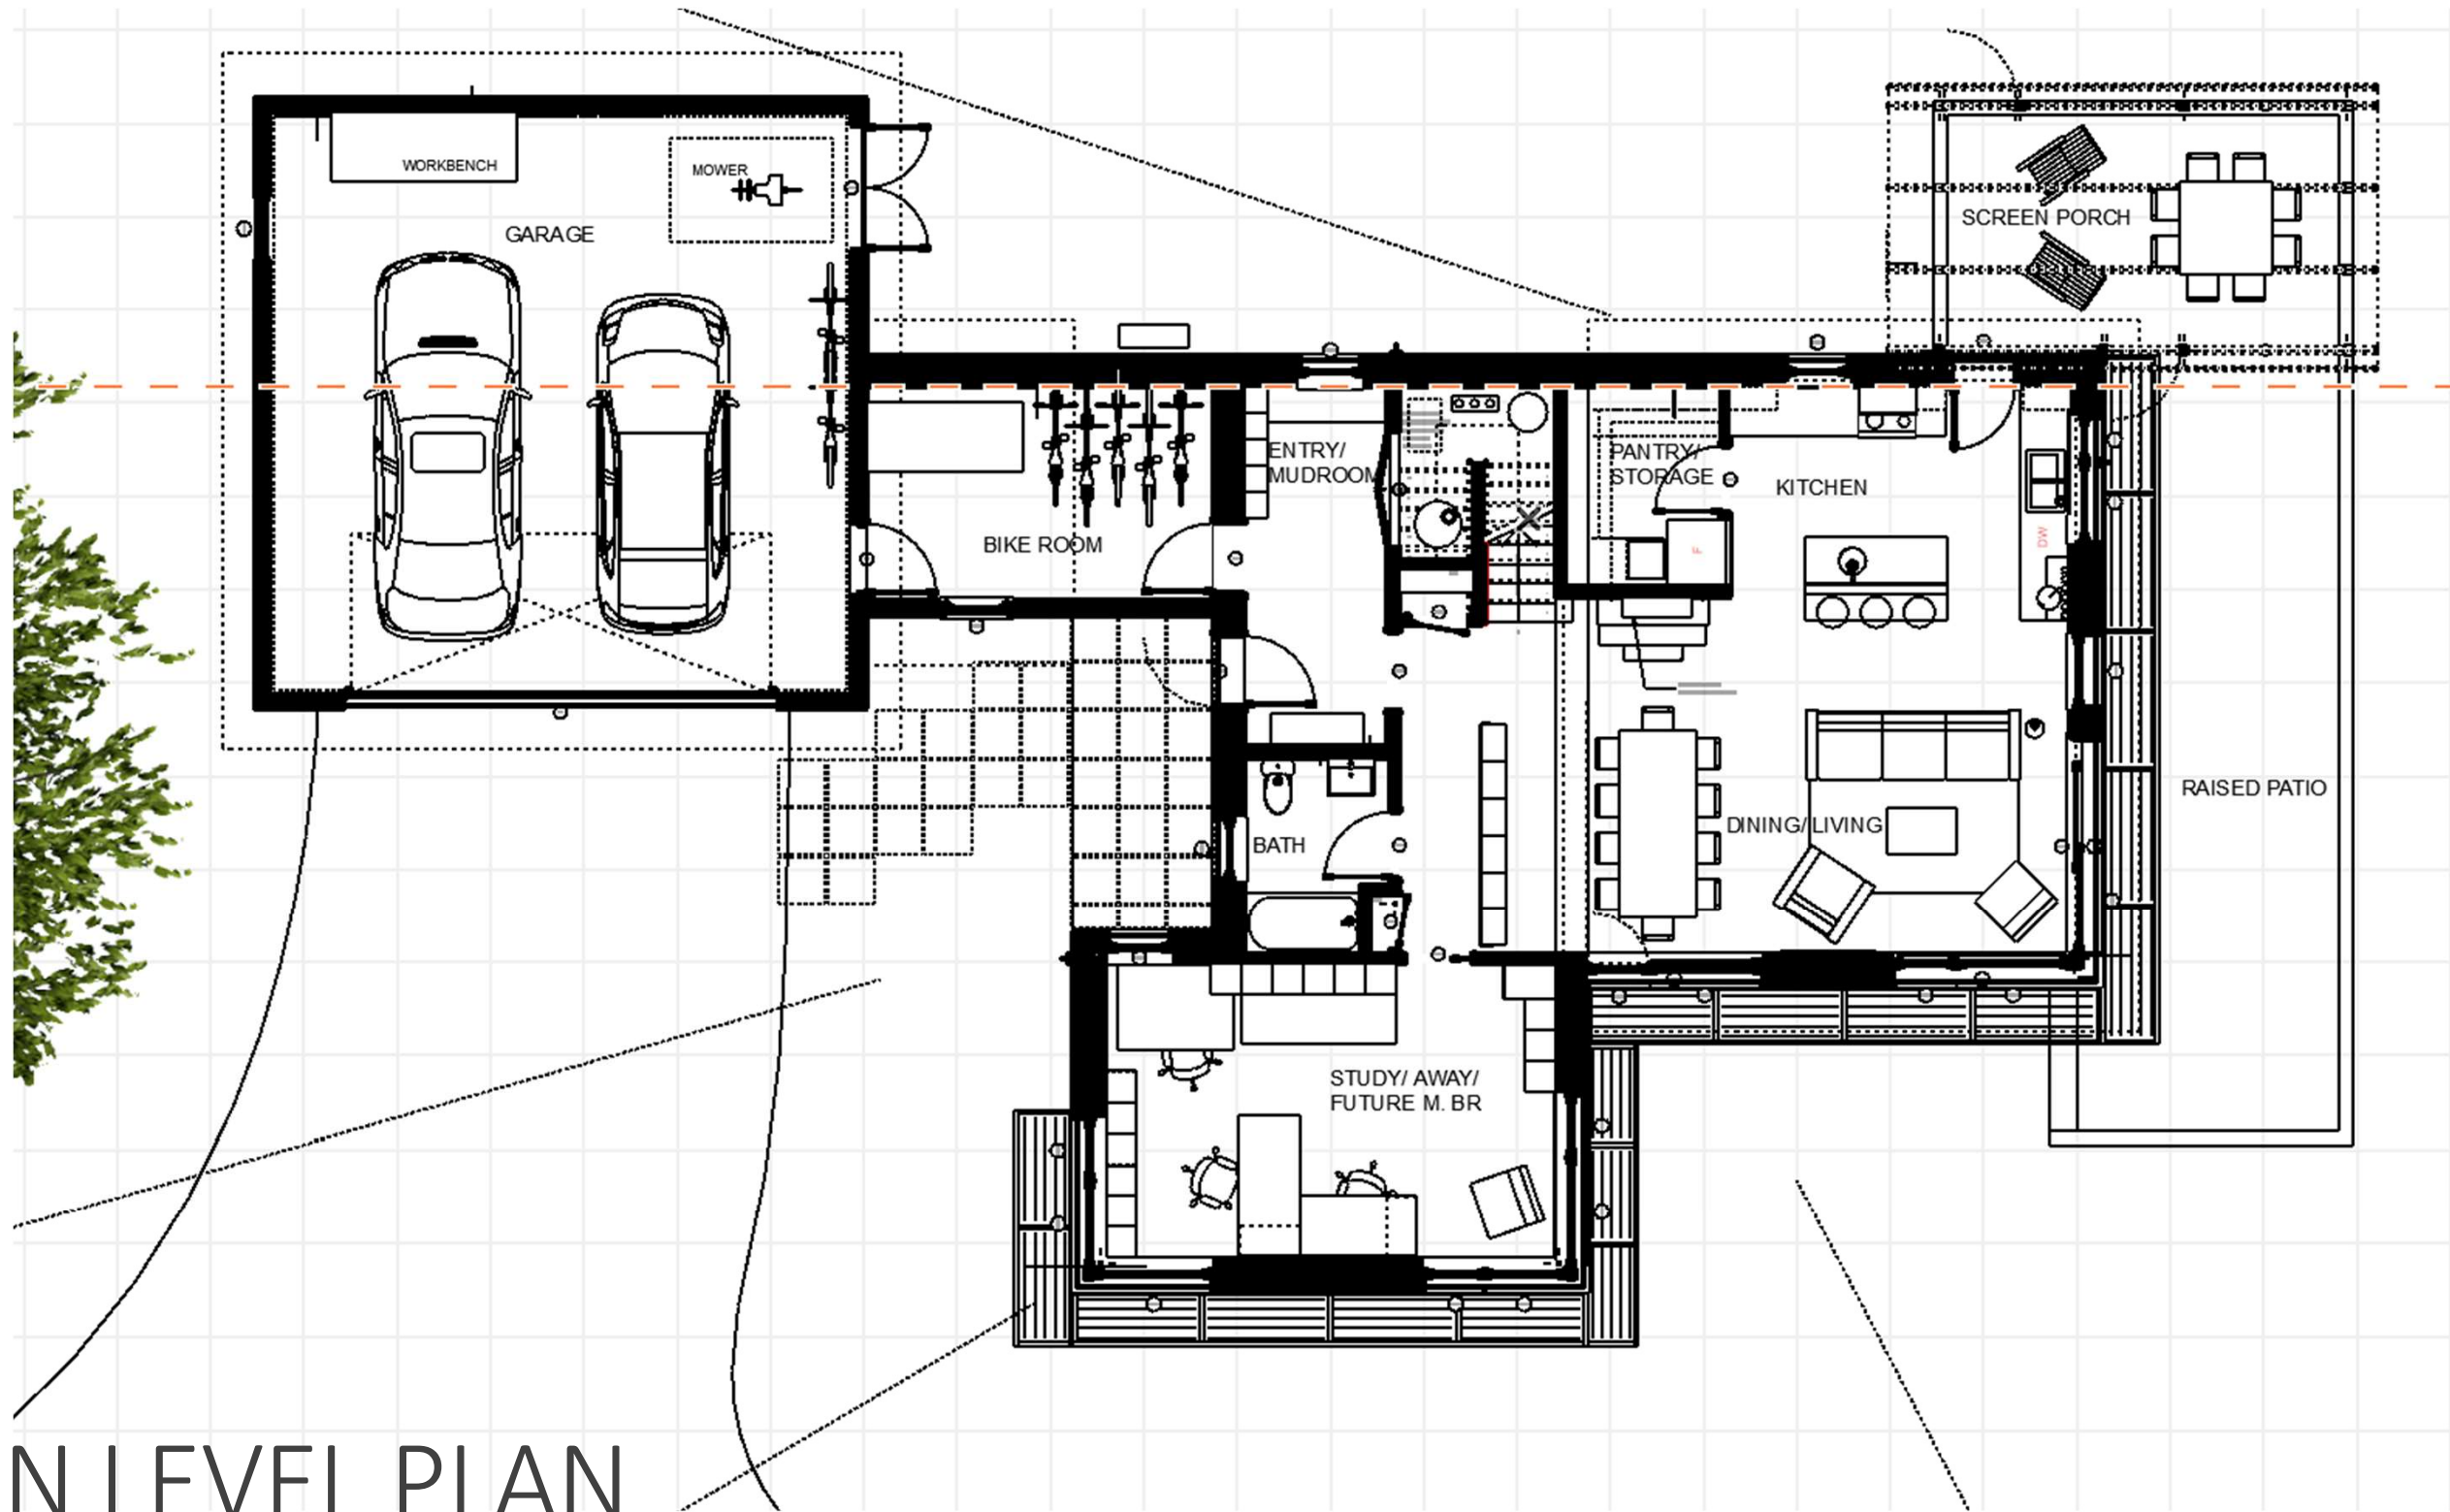 WORKBENCH
MOWER
GARAGE
SCREEN PORCH
ENTRY/
MUDROOM
PANTRY/
STORAGE
KITCHEN
DW
F
BIKE ROOM
RAISED PATIO
DINING/ LIVING
BATH
STUDY/ AWAY/
FUTURE M. BR
N LEVEL PLAN